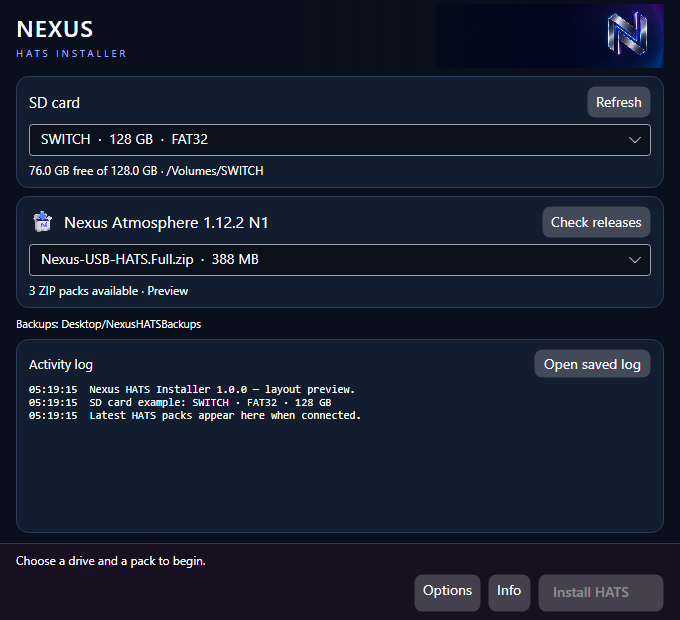 NEXUS
HATS INSTALLER
SD card
Refresh
SWITCH · 128 GB · FAT32
76.0 GB free of 128.0 GB · /Volumes/SWITCH
Nexus Atmosphere 1.12.2 N1
Check releases
Nexus-USB-HATS.Full.zip · 388 MB
3 ZIP packs available · Preview
Backups: Desktop/NexusHATSBackups
Activity log
Open saved log
05:19:15 Nexus HATS Installer 1.0.0 — layout preview.
05:19:15 SD card example: SWITCH · FAT32 · 128 GB
05:19:15 Latest HATS packs appear here when connected.
Choose a drive and a pack to begin.
Options
Info
Install HATS